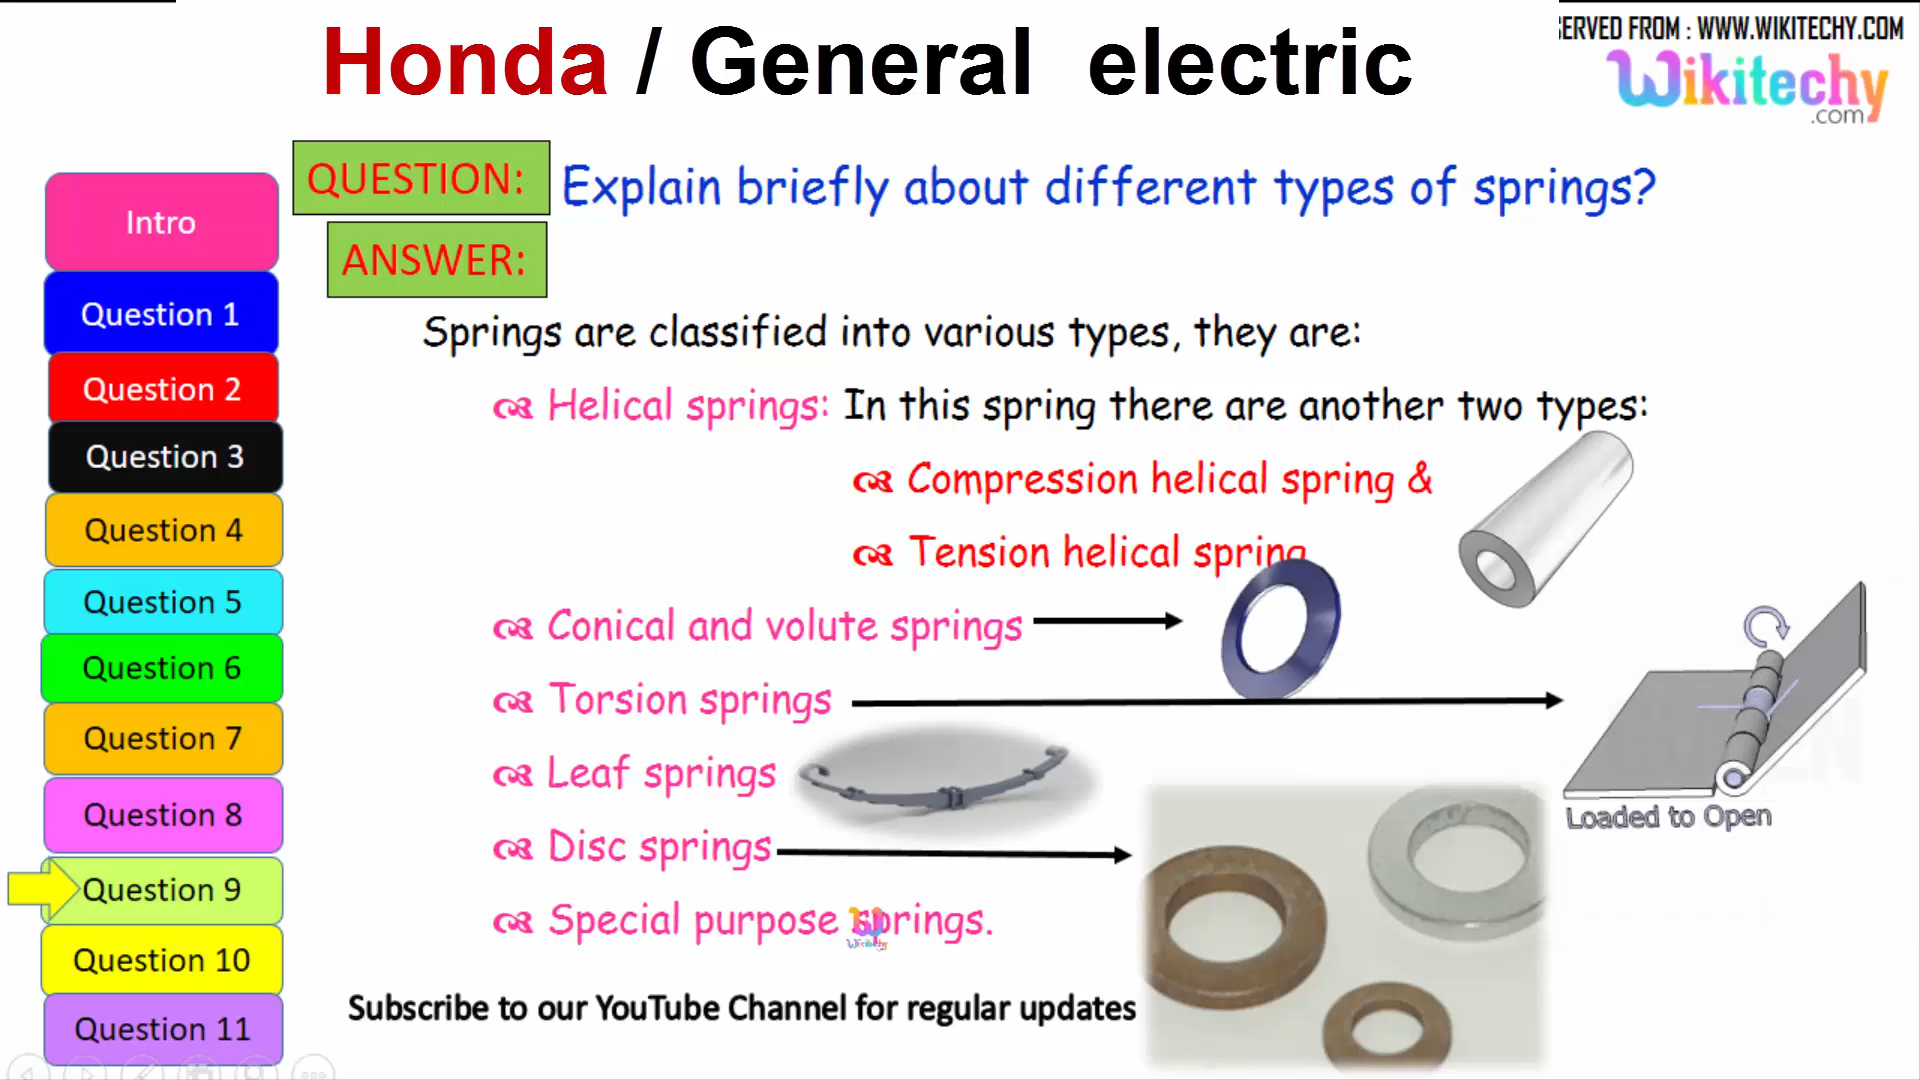 Honda / General electric
SERVED FROM : WWW.WIKITECHY.COM
Wikitechy
.com
QUESTION: Explain briefly about different types of springs?
ANSWER:
Springs are classified into various types, they are:
Helical springs: In this spring there are another two types:
Compression helical spring &
Tension helical spring
Conical and volute springs
Torsion springs
Leaf springs
Loaded to Open
Disc springs
Special purpose springs.
Wikitechy
Subscribe to our YouTube Channel for regular updates
Intro
Question 1
Question 2
Question 3
Question 4
Question 5
Question 6
Question 7
Question 8
Question 9
Question 10
Question 11